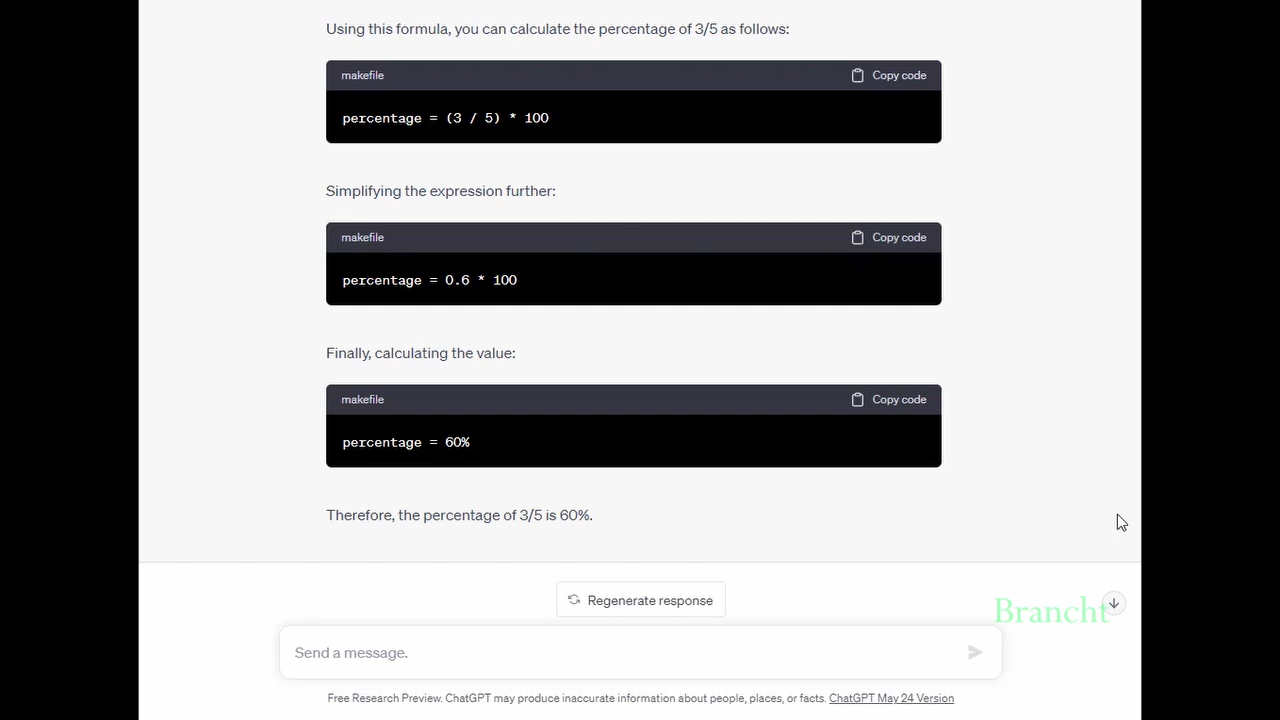 Using this formula, you can calculate the percentage of 3/5 as follows:
makefile Copy code
percentage = (3 / 5) * 100
Simplifying the expression further:
makefile Copy code
percentage = 0.6 * 100
Finally, calculating the value:
makefile Copy code
percentage = 60%
Therefore, the percentage of 3/5 is 60%.
Regenerate response
Brancht
Send a message.
Free Research Preview. ChatGPT may produce inaccurate information about people, places, or facts. ChatGPT May 24 Version